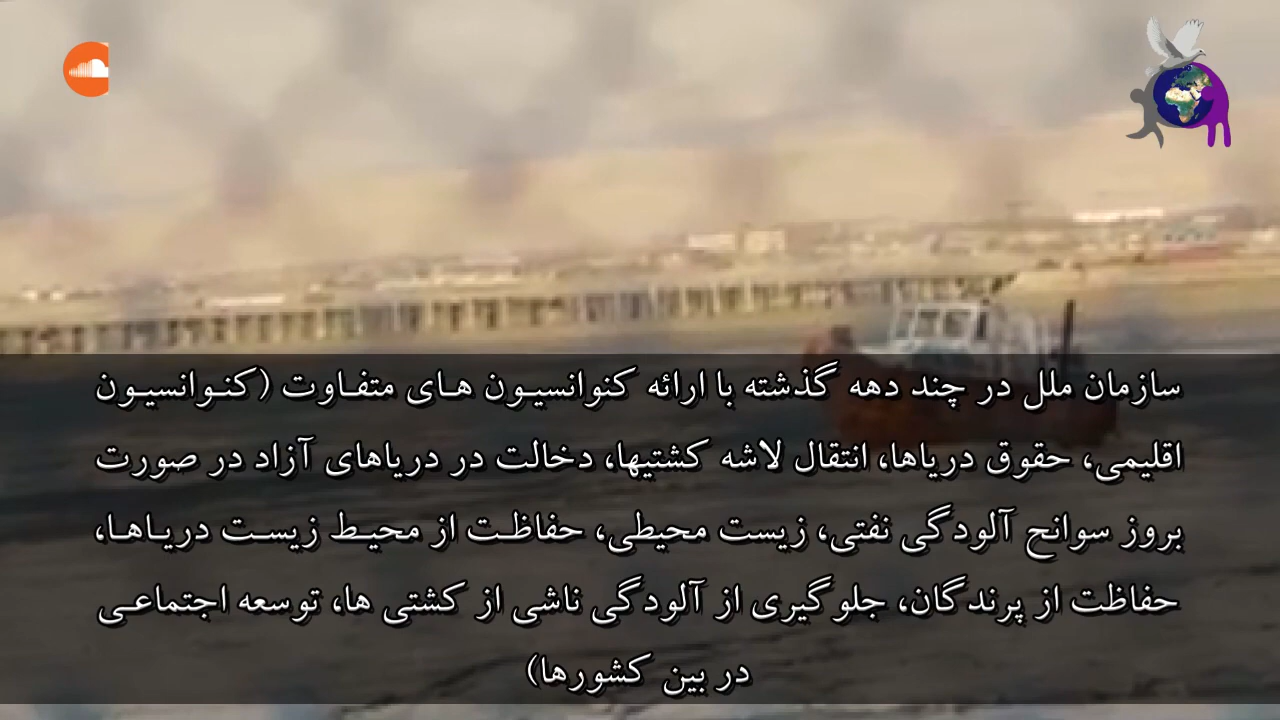 سازمان ملل در چند دهه گذشته با ارائه کنوانسیون های متفاوت (کنوانسیون
اقلیمی، حقوق دریاها، انتقال لاشه کشتیها، دخالت در دریاهای آزاد در صورت
بروز سوانح آلودگی نفتی، زیست محیطی، حفاظت از محیط زیست دریاها،
حفاظت از پرندگان، جلوگیری از آلودگی ناشی از کشتی ها، توسعه اجتماعی
در بین کشورها)